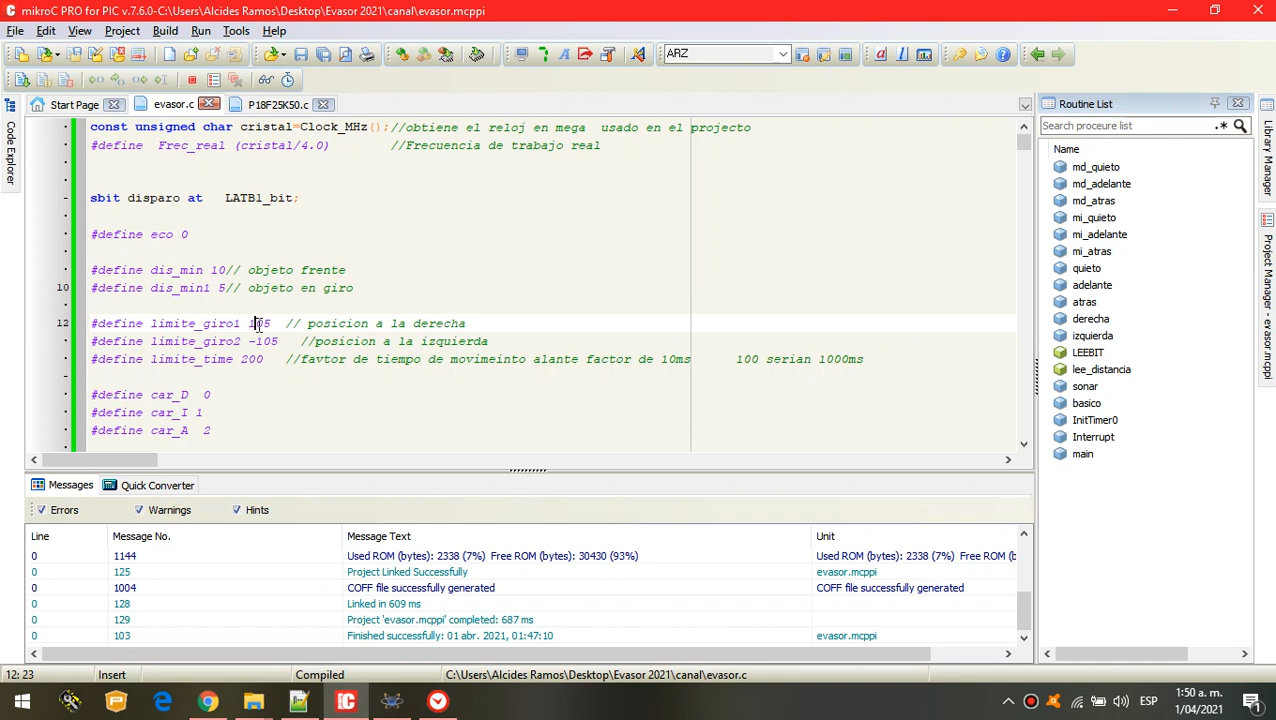 mikroC PRO for PIC v.7.6.0-C:\Users\Alcides Ramos\Desktop\Evasor 2021\canal\evasor.mcppi
File Edit View Project Build Run Tools Help
ARZ
Start Page evasor.c P18F25K50.c
Code Explorer
const unsigned char cristal=Clock_MHz();//obtiene el reloj en mega usado en el projecto
#define Frec_real (cristal/4.0) //Frecuencia de trabajo real
sbit disparo at LATB1_bit;
#define eco 0
#define dis_min 10// objeto frente
10 #define dis_min1 5// objeto en giro
12 #define limite_giro1 105 // posicion a la derecha
#define limite_giro2 -105 //posicion a la izquierda
#define limite_time 200 //favtor de tiempo de movimeinto alante factor de 10ms 100 serian 1000ms
#define car_D 0
#define car_I 1
#define car_A 2
Routine List
Search proceure list
Name
md_quieto
md_adelante
md_atras
mi_quieto
mi_adelante
mi_atras
quieto
adelante
atras
derecha
izquierda
LEEBIT
lee_distancia
sonar
basico
InitTimer0
Interrupt
main
Library Manager
Project Manager - evasor.mcppi
Messages Quick Converter
Errors Warnings Hints
Line Message No. Message Text Unit
0 1144 Used ROM (bytes): 2338 (7%) Free ROM (bytes): 30430 (93%) Used ROM (bytes): 2338 (7%) Free ROM (b
0 125 Project Linked Successfully evasor.mcppi
0 1004 COFF file successfully generated COFF file successfully generated
0 128 Linked in 609 ms
0 129 Project 'evasor.mcppi' completed: 687 ms
0 103 Finished successfully: 01 abr. 2021, 01:47:10 evasor.mcppi
12: 23 Insert Compiled C:\Users\Alcides Ramos\Desktop\Evasor 2021\canal\evasor.c
ESP
1:50 a. m.
1/04/2021
1